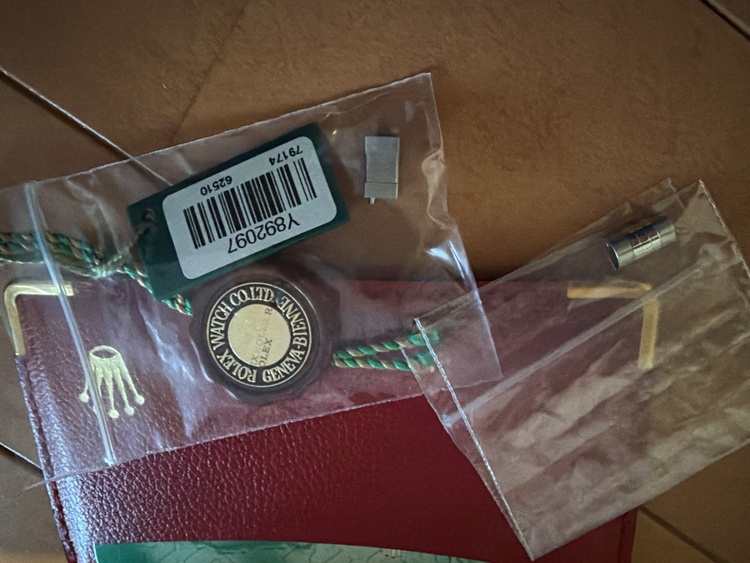 79174
62510
Y892097
ROLEX WATCH CO.LTD GENEVA-BIENNE